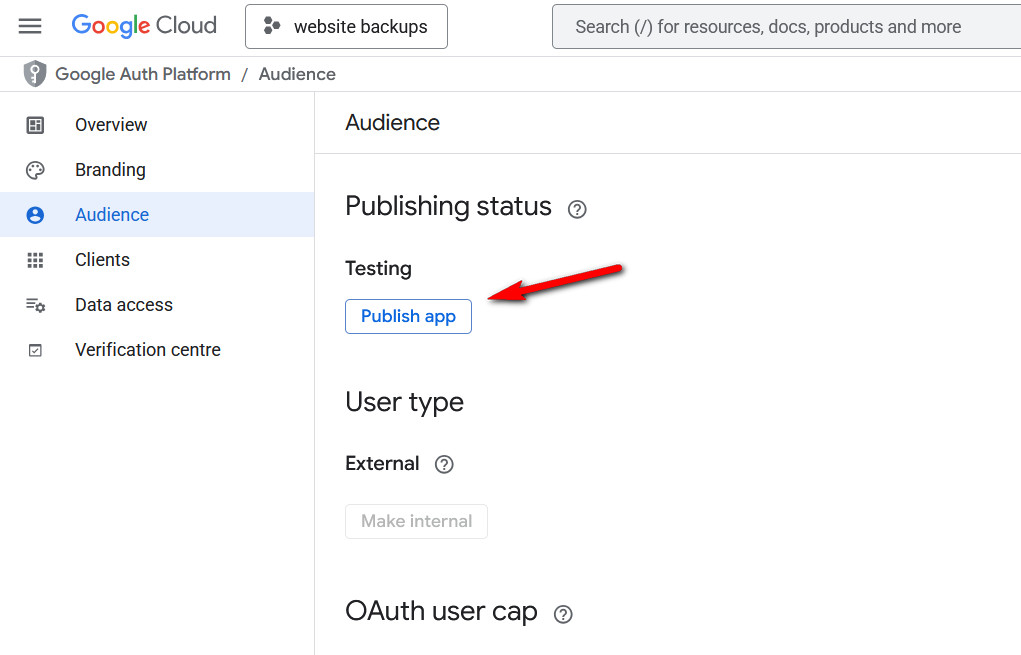 Google Cloud
website backups
Search (/) for resources, docs, products and more
Google Auth Platform / Audience
Overview
Branding
Audience
Clients
Data access
Verification centre
Audience
Publishing status
Testing
Publish app
User type
External
Make internal
OAuth user cap